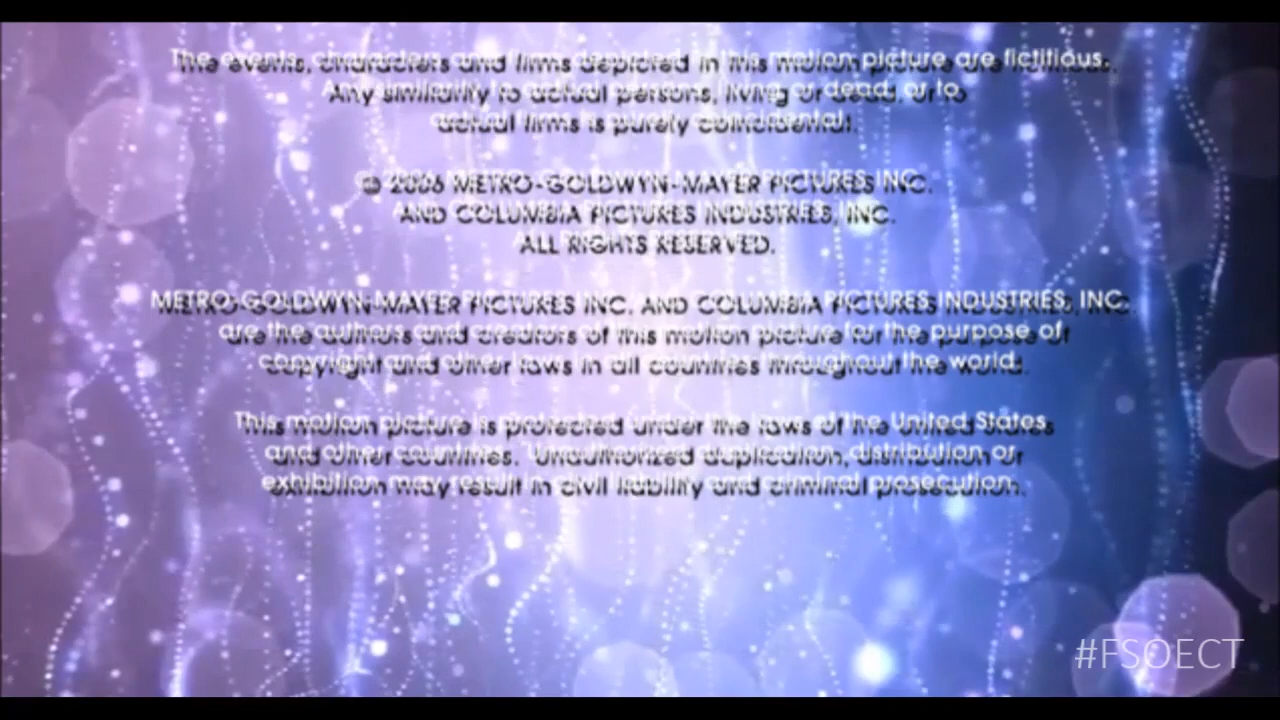 The events, characters and firms depicted in this motion picture are fictitious.
Any similarity to actual persons, living or dead, or to
actual firms is purely coincidental.
© 2006 METRO-GOLDWYN-MAYER PICTURES INC.
AND COLUMBIA PICTURES INDUSTRIES, INC.
ALL RIGHTS RESERVED.
METRO-GOLDWYN-MAYER PICTURES INC. AND COLUMBIA PICTURES INDUSTRIES, INC.
are the authors and creators of this motion picture for the purpose of
copyright and other laws in all countries throughout the world.
This motion picture is protected under the laws of the United States
and other countries. Unauthorized duplication, distribution or
exhibition may result in civil liability and criminal prosecution.
#FSOECT